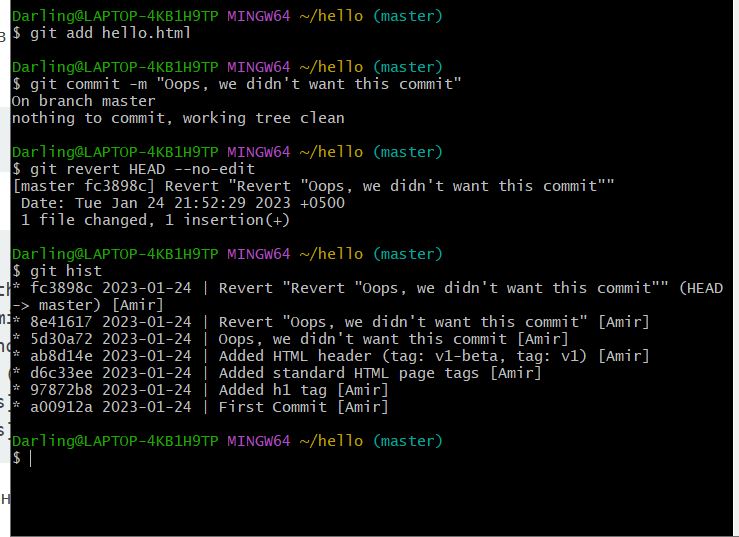 Darling@LAPTOP-4KB1H9TP MINGW64 ~/hello (master)
$ git add hello.html
Darling@LAPTOP-4KB1H9TP MINGW64 ~/hello (master)
$ git commit -m "Oops, we didn't want this commit"
On branch master
nothing to commit, working tree clean
Darling@LAPTOP-4KB1H9TP MINGW64 ~/hello (master)
$ git revert HEAD --no-edit
[master fc3898c] Revert "Revert "Oops, we didn't want this commit""
 Date: Tue Jan 24 21:52:29 2023 +0500
 1 file changed, 1 insertion(+)
Darling@LAPTOP-4KB1H9TP MINGW64 ~/hello (master)
$ git hist
* fc3898c 2023-01-24 | Revert "Revert "Oops, we didn't want this commit"" (HEAD
-> master) [Amir]
* 8e41617 2023-01-24 | Revert "Oops, we didn't want this commit" [Amir]
* 5d30a72 2023-01-24 | Oops, we didn't want this commit [Amir]
* ab8d14e 2023-01-24 | Added HTML header (tag: v1-beta, tag: v1) [Amir]
* d6c33ee 2023-01-24 | Added standard HTML page tags [Amir]
* 97872b8 2023-01-24 | Added h1 tag [Amir]
* a00912a 2023-01-24 | First Commit [Amir]
Darling@LAPTOP-4KB1H9TP MINGW64 ~/hello (master)
$